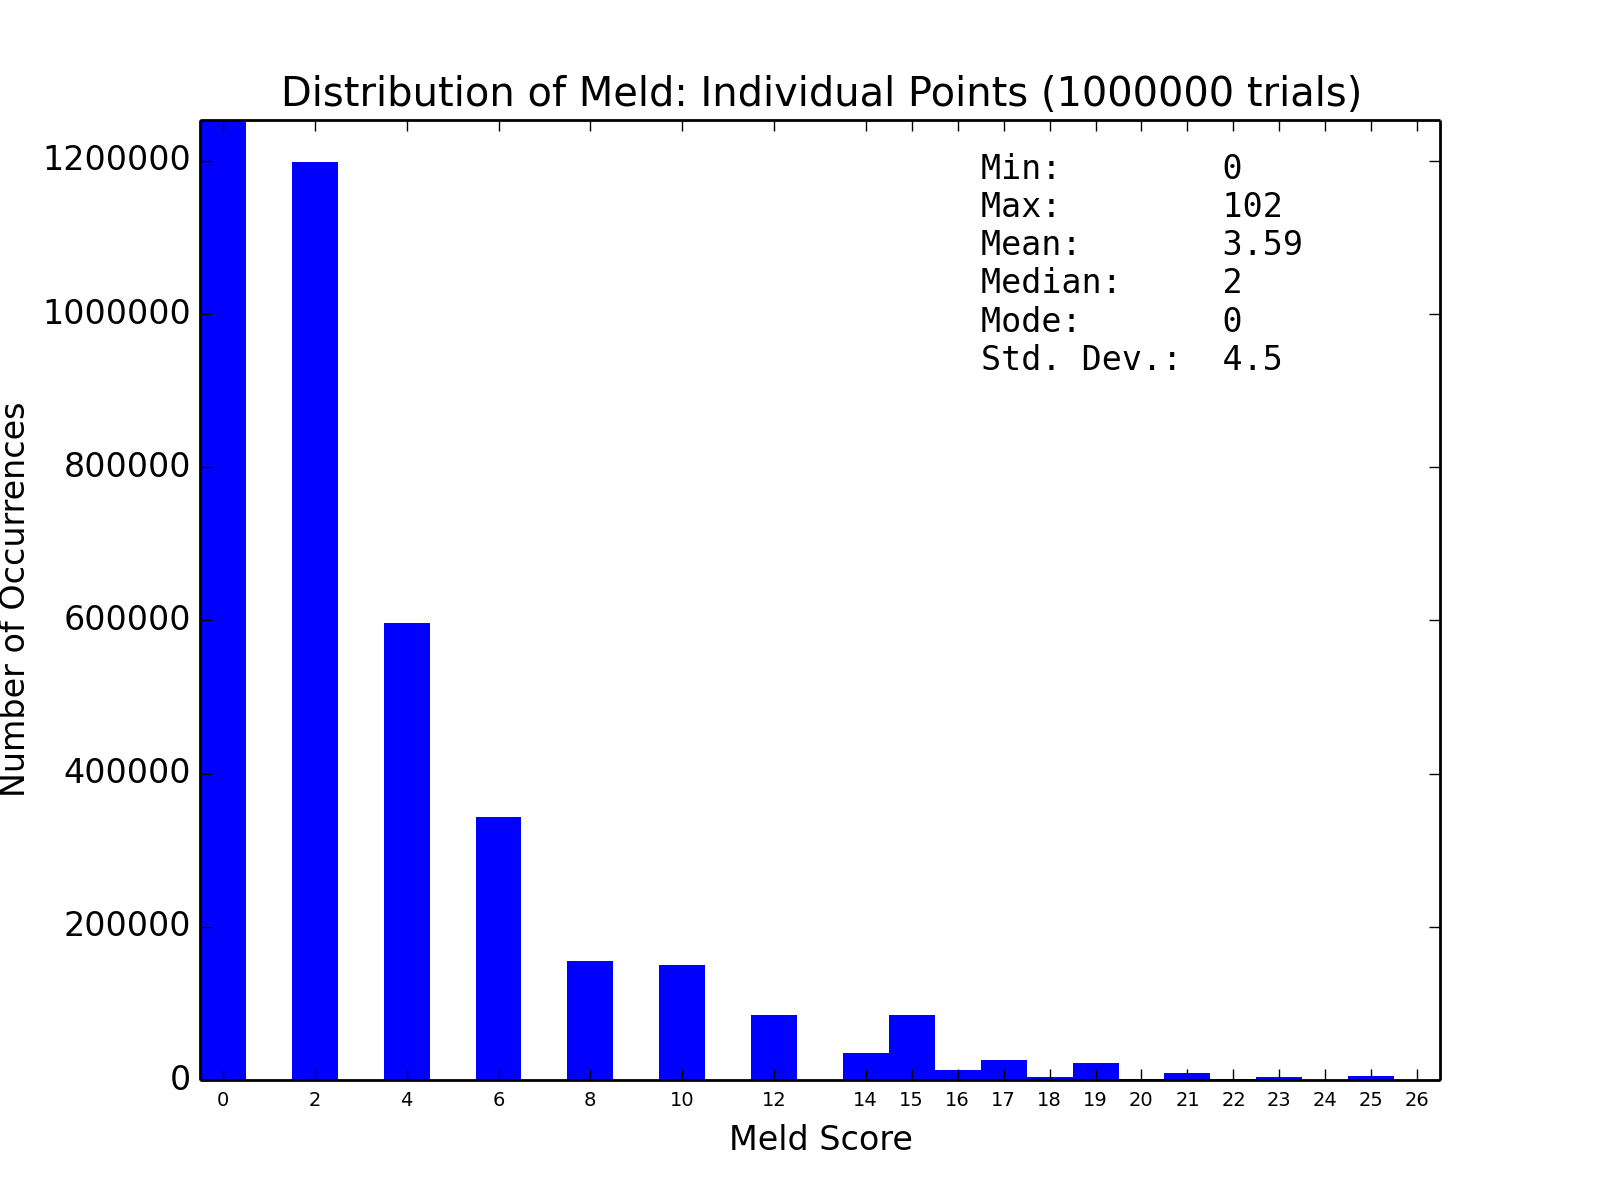 Distribution of Meld: Individual Points (1000000 trials)
1200000
1000000
800000
600000
400000
200000
0
Number of Occurrences
Min: 0
Max: 102
Mean: 3.59
Median: 2
Mode: 0
Std. Dev.: 4.5
0 2 4 6 8 10 12 14 15 16 17 18 19 20 21 22 23 24 25 26
Meld Score